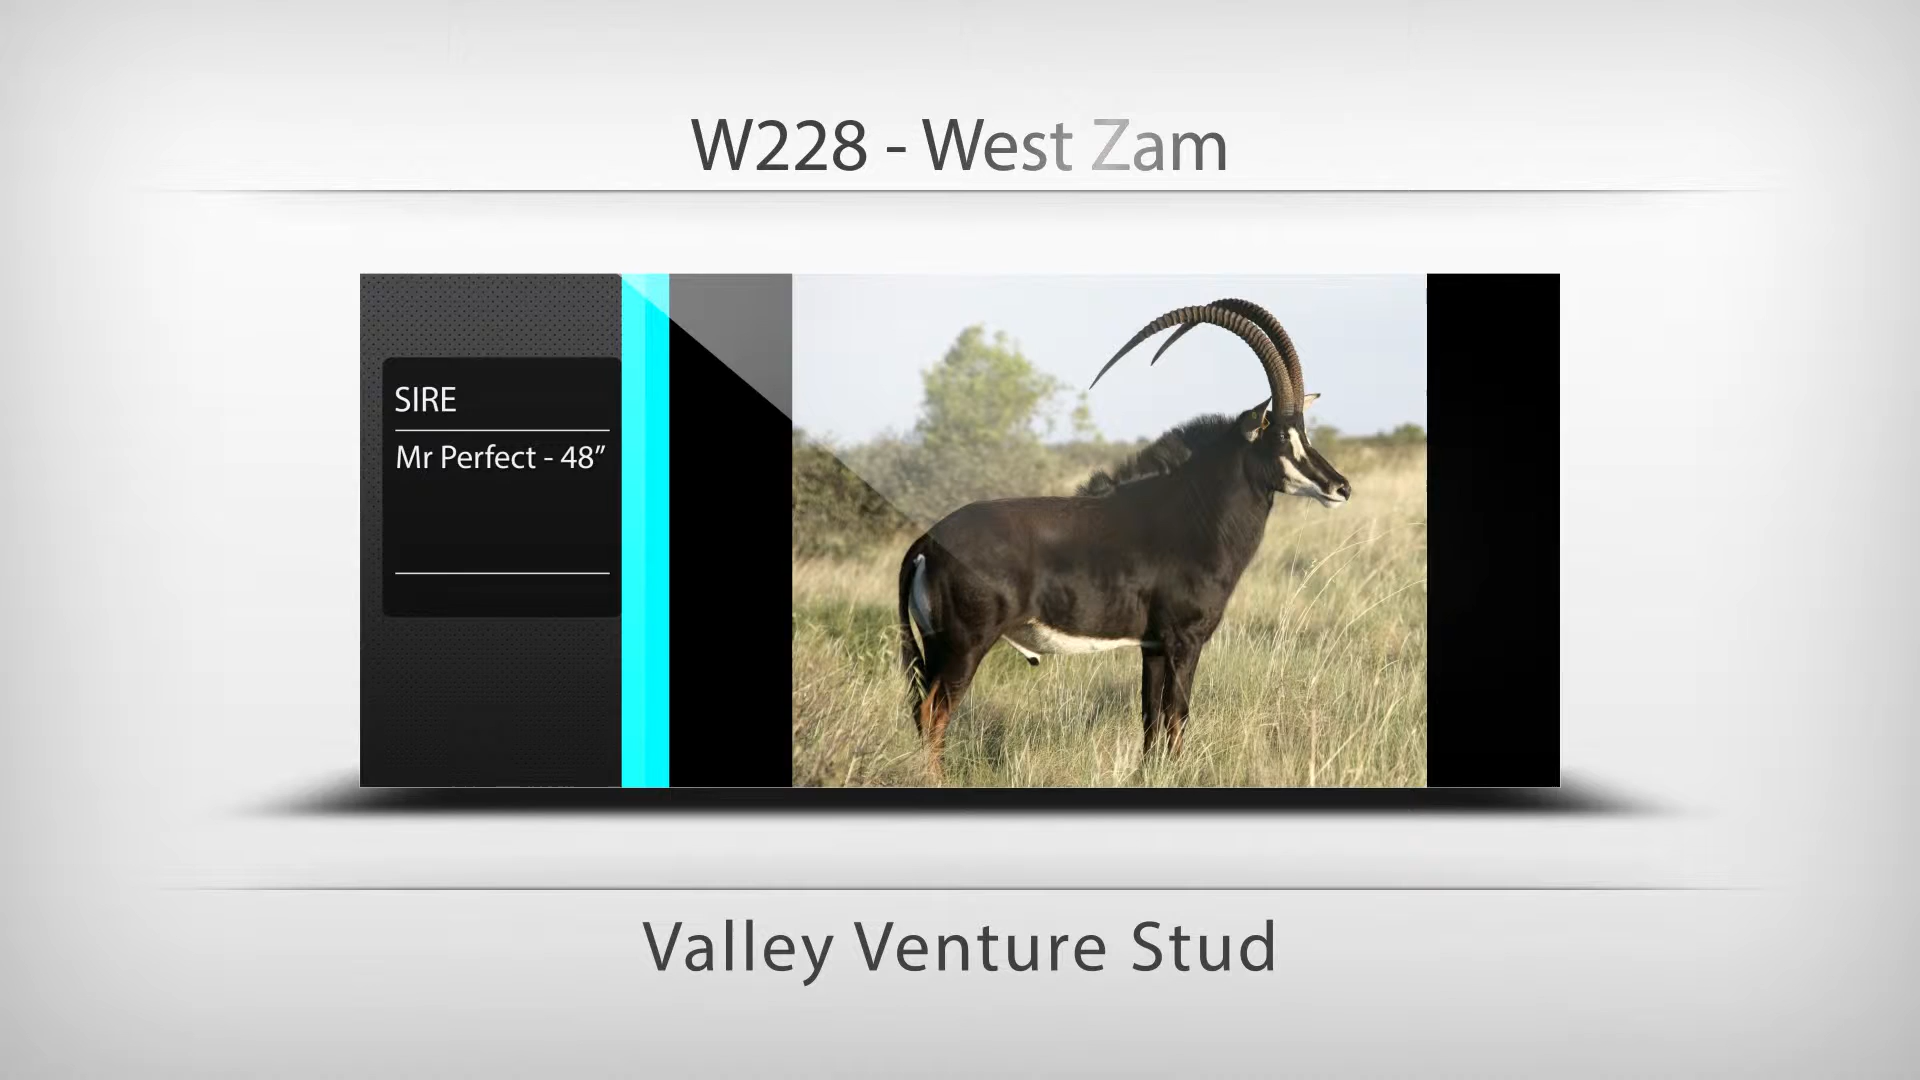 W228 - West Zam
SIRE
Mr Perfect - 48”
Valley Venture Stud